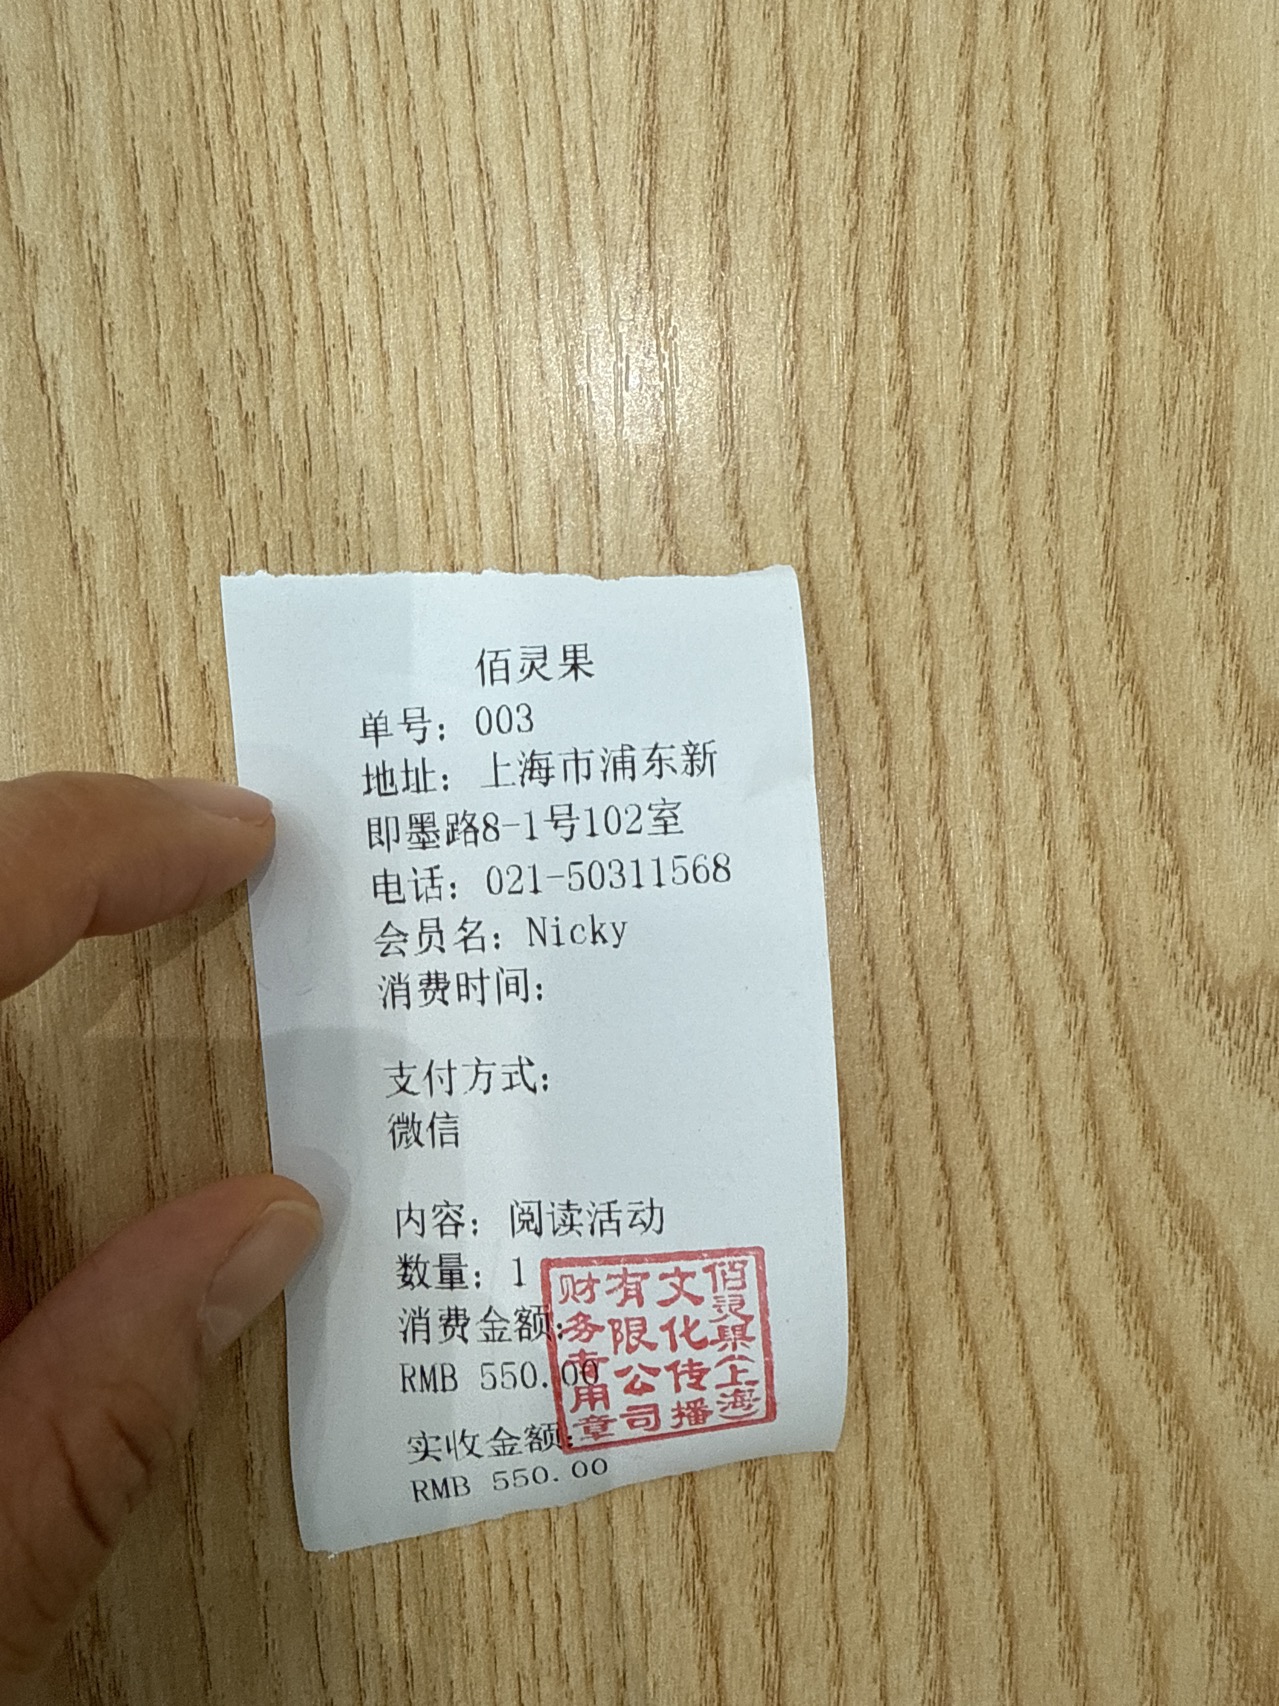 佰灵果
单号：003
地址：上海市浦东新
即墨路8-1号102室
电话：021-50311568
会员名：Nicky
消费时间：
支付方式：
微信
内容：阅读活动
数量：1
消费金额：
RMB 550.00
实收金额：
RMB 550.00
佰灵果（上海）
文化传播
有限公司
财务专用章